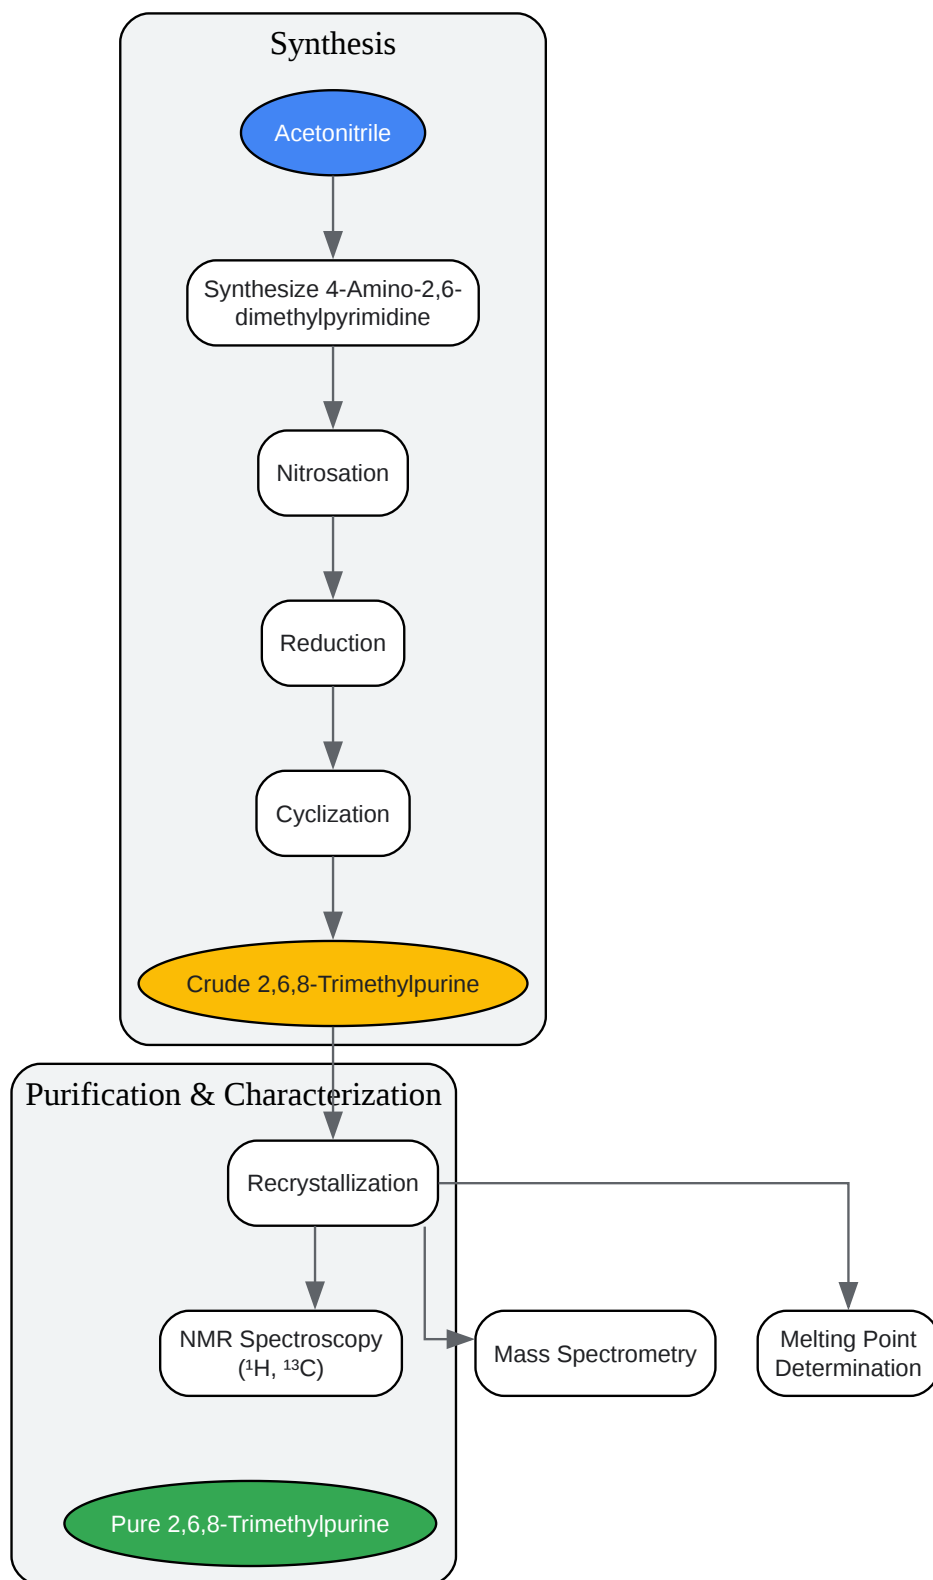 Synthesis
Acetonitrile
Synthesize 4-Amino-2,6-
dimethylpyrimidine
Nitrosation
Reduction
Cyclization
Crude 2,6,8-Trimethylpurine
Purification & Characterization
Recrystallization
NMR Spectroscopy
(¹H, ¹³C)
Mass Spectrometry
Melting Point
Determination
Pure 2,6,8-Trimethylpurine